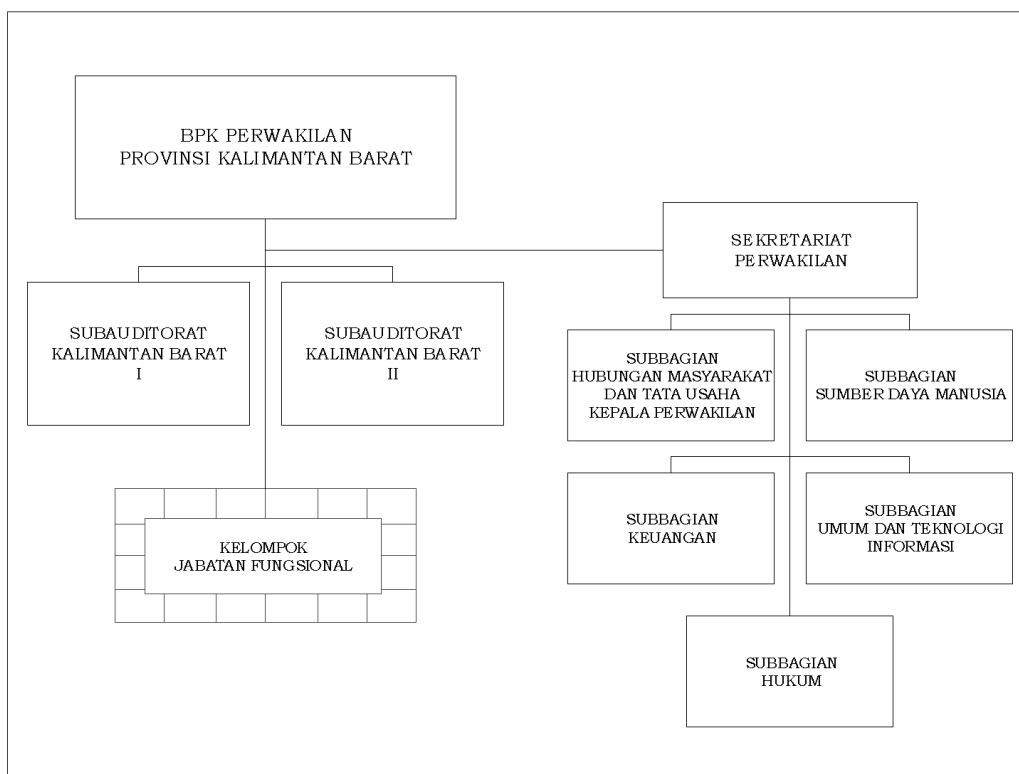 BPK PERWAKILAN
PROVINSI KALIMANTAN BARAT
SEKRETARIAT
PERWAKILAN
SUBAUDITORAT
KALIMANTAN BARAT
I
SUBAUDITORAT
KALIMANTAN BARAT
II
SUBBAGIAN
HUBUNGAN MASYARAKAT
DAN TATA USAHA
KEPALA PERWAKILAN
SUBBAGIAN
SUMBER DAYA MANUSIA
SUBBAGIAN
KEUANGAN
SUBBAGIAN
UMUM DAN TEKNOLOGI
INFORMASI
KELOMPOK
JABATAN FUNGSIONAL
SUBBAGIAN
HUKUM